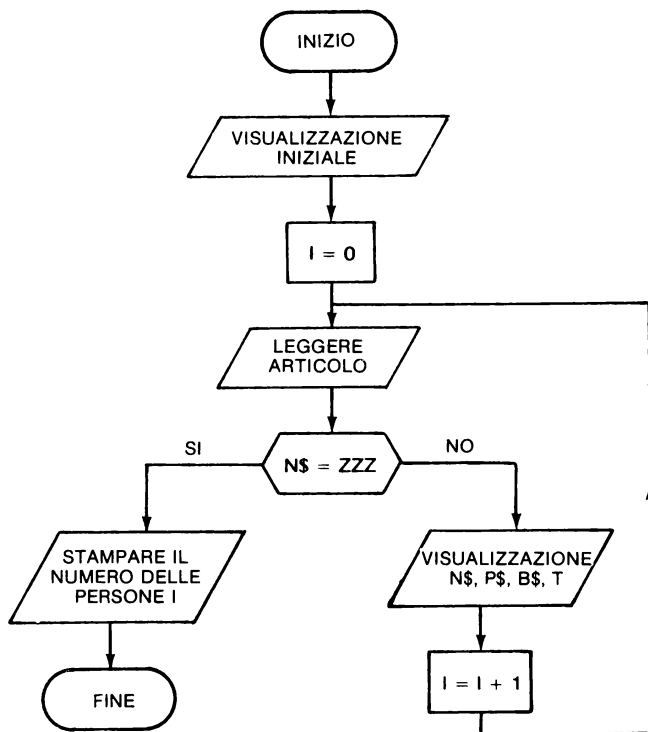 INIZIO
VISUALIZZAZIONE
INIZIALE
I = 0
LEGGERE
ARTICOLO
SI
N$ = ZZZ
NO
STAMPARE IL
NUMERO DELLE
PERSONE I
VISUALIZZAZIONE
N$, P$, B$, T
FINE
I = I + 1